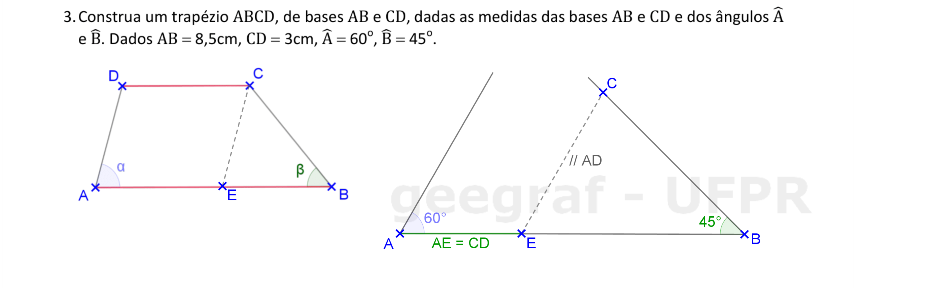 3. Construa um trapézio ABCD, de bases AB e CD, dadas as medidas das bases AB e CD e dos ângulos Â
e B̂. Dados AB = 8,5cm, CD = 3cm, Â = 60°, B̂ = 45°.
D
C
α
β
A
E
B
C
// AD
geegraf - UFPR
60°
45°
A
AE = CD
E
B